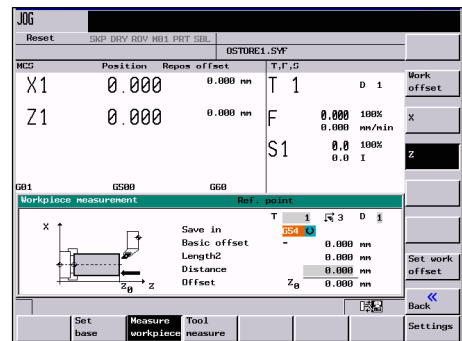 JOG
Reset SKP DRY ROV M01 PRT SBL
OSTORE1.SYF
MCS Position Repos offset T,F,S
X1 0.000 0.000 mm T 1 D 1
Work offset
Z1 0.000 0.000 mm F 0.000 100%
0.000 mm/min
X
S1 0.0 100%
0.0 I
Z
G01 G500 G60
Workpiece measurement Ref. point
T 1 3 D 1
X Save in G54
Basic offset - 0.000 mm
Length2 0.000 mm
Distance 0.000 mm
Z0 Z Offset Z0 0.000 mm
Set work offset
Back
Set base
Measure workpiece
Tool measure
Settings